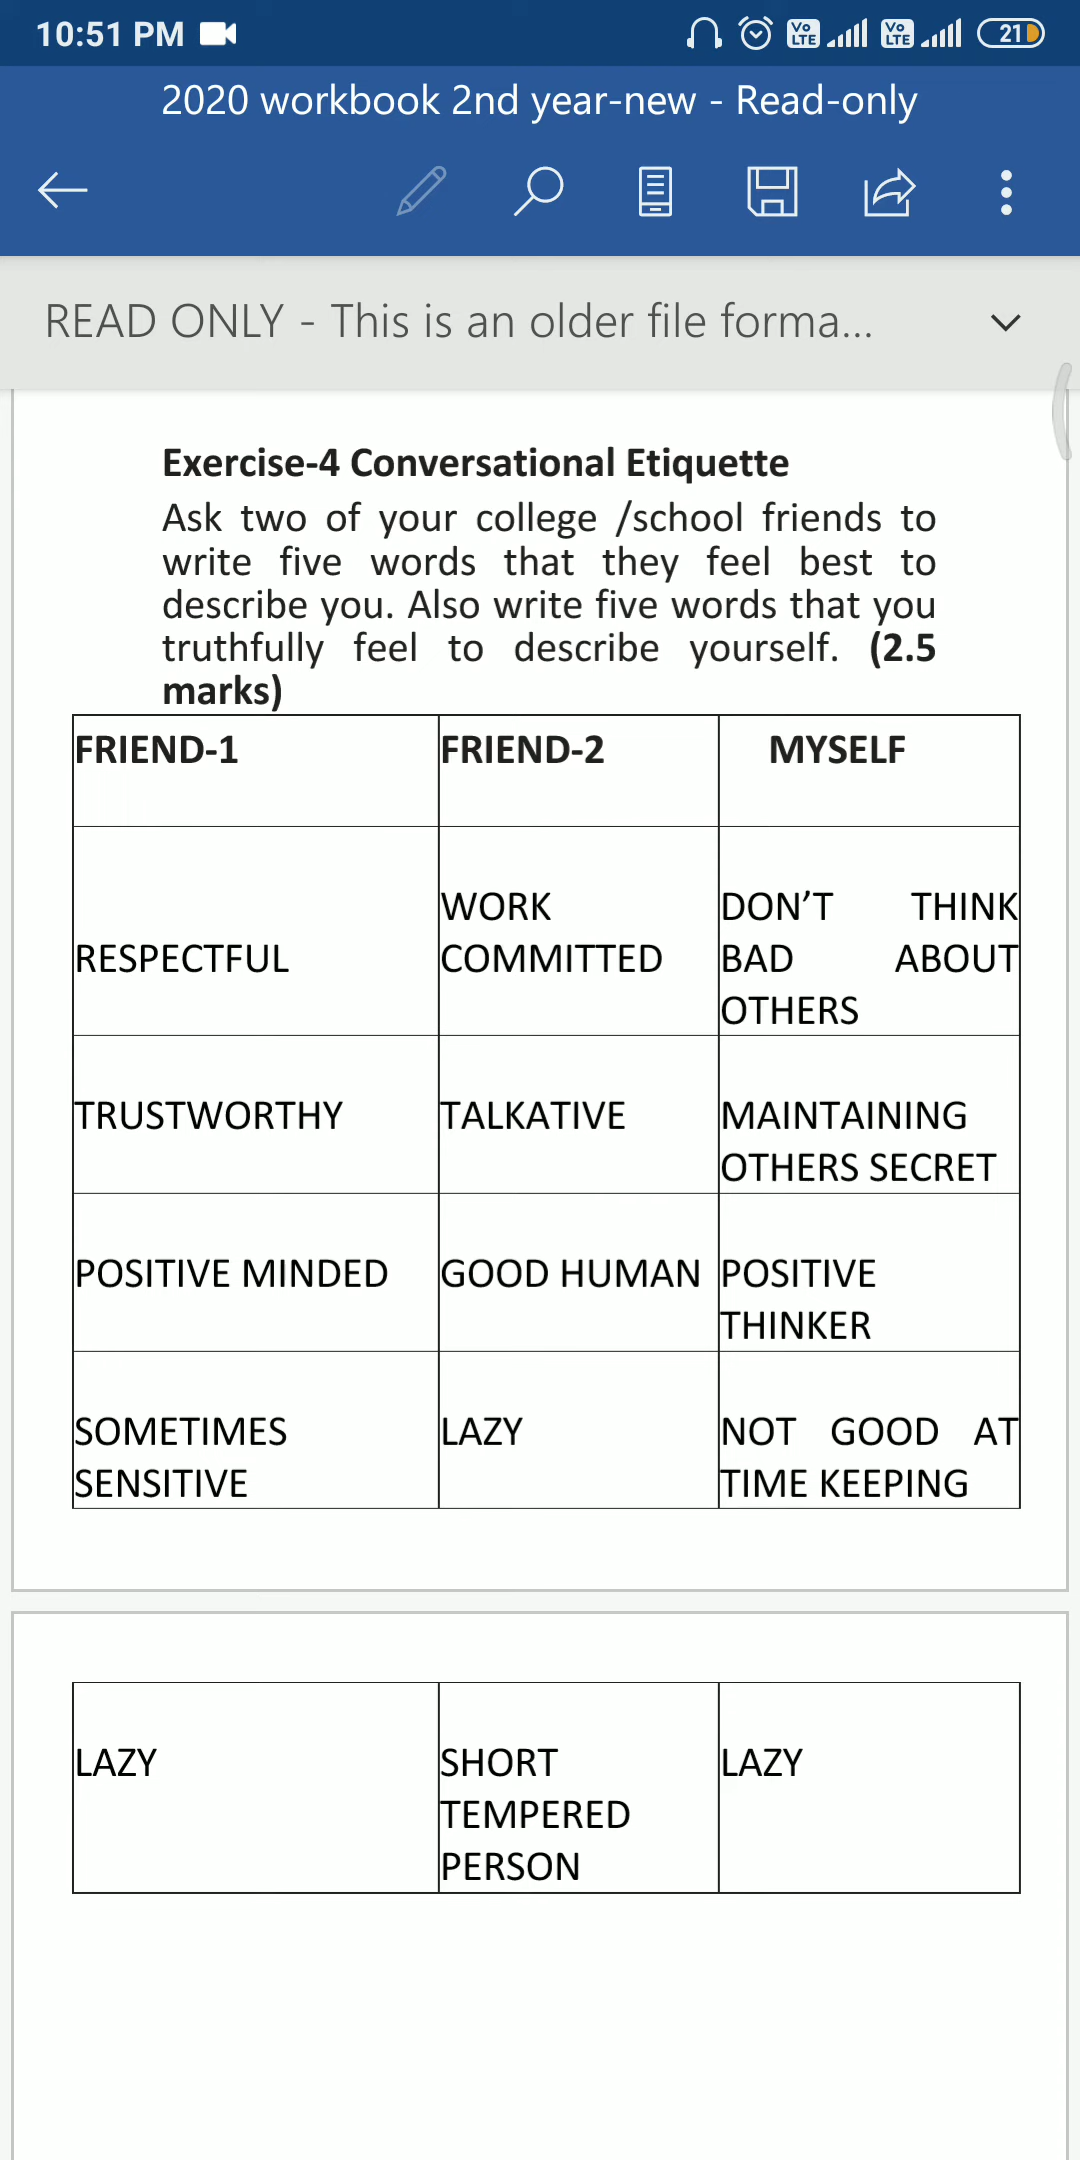 10:51 PM Vo LTE Vo LTE 21
2020 workbook 2nd year-new - Read-only
READ ONLY - This is an older file forma...
Exercise-4 Conversational Etiquette
Ask two of your college /school friends to
write five words that they feel best to
describe you. Also write five words that you
truthfully feel to describe yourself. (2.5
marks)
FRIEND-1 FRIEND-2 MYSELF
RESPECTFUL
WORK
COMMITTED
DON'T THINK
BAD ABOUT
OTHERS
TRUSTWORTHY
TALKATIVE
MAINTAINING
OTHERS SECRET
POSITIVE MINDED
GOOD HUMAN
POSITIVE
THINKER
SOMETIMES
SENSITIVE
LAZY
NOT GOOD AT
TIME KEEPING
LAZY
SHORT
TEMPERED
PERSON
LAZY